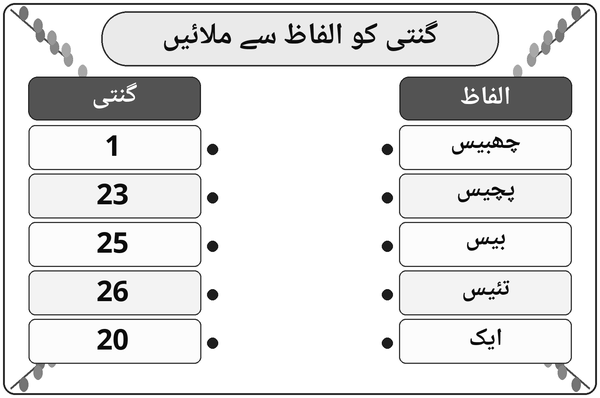 گنتی کو الفاظ سے ملائیں
الفاظ
گنتی
چھبیس
1
پچیس
23
بیس
25
تئیس
26
ایک
20